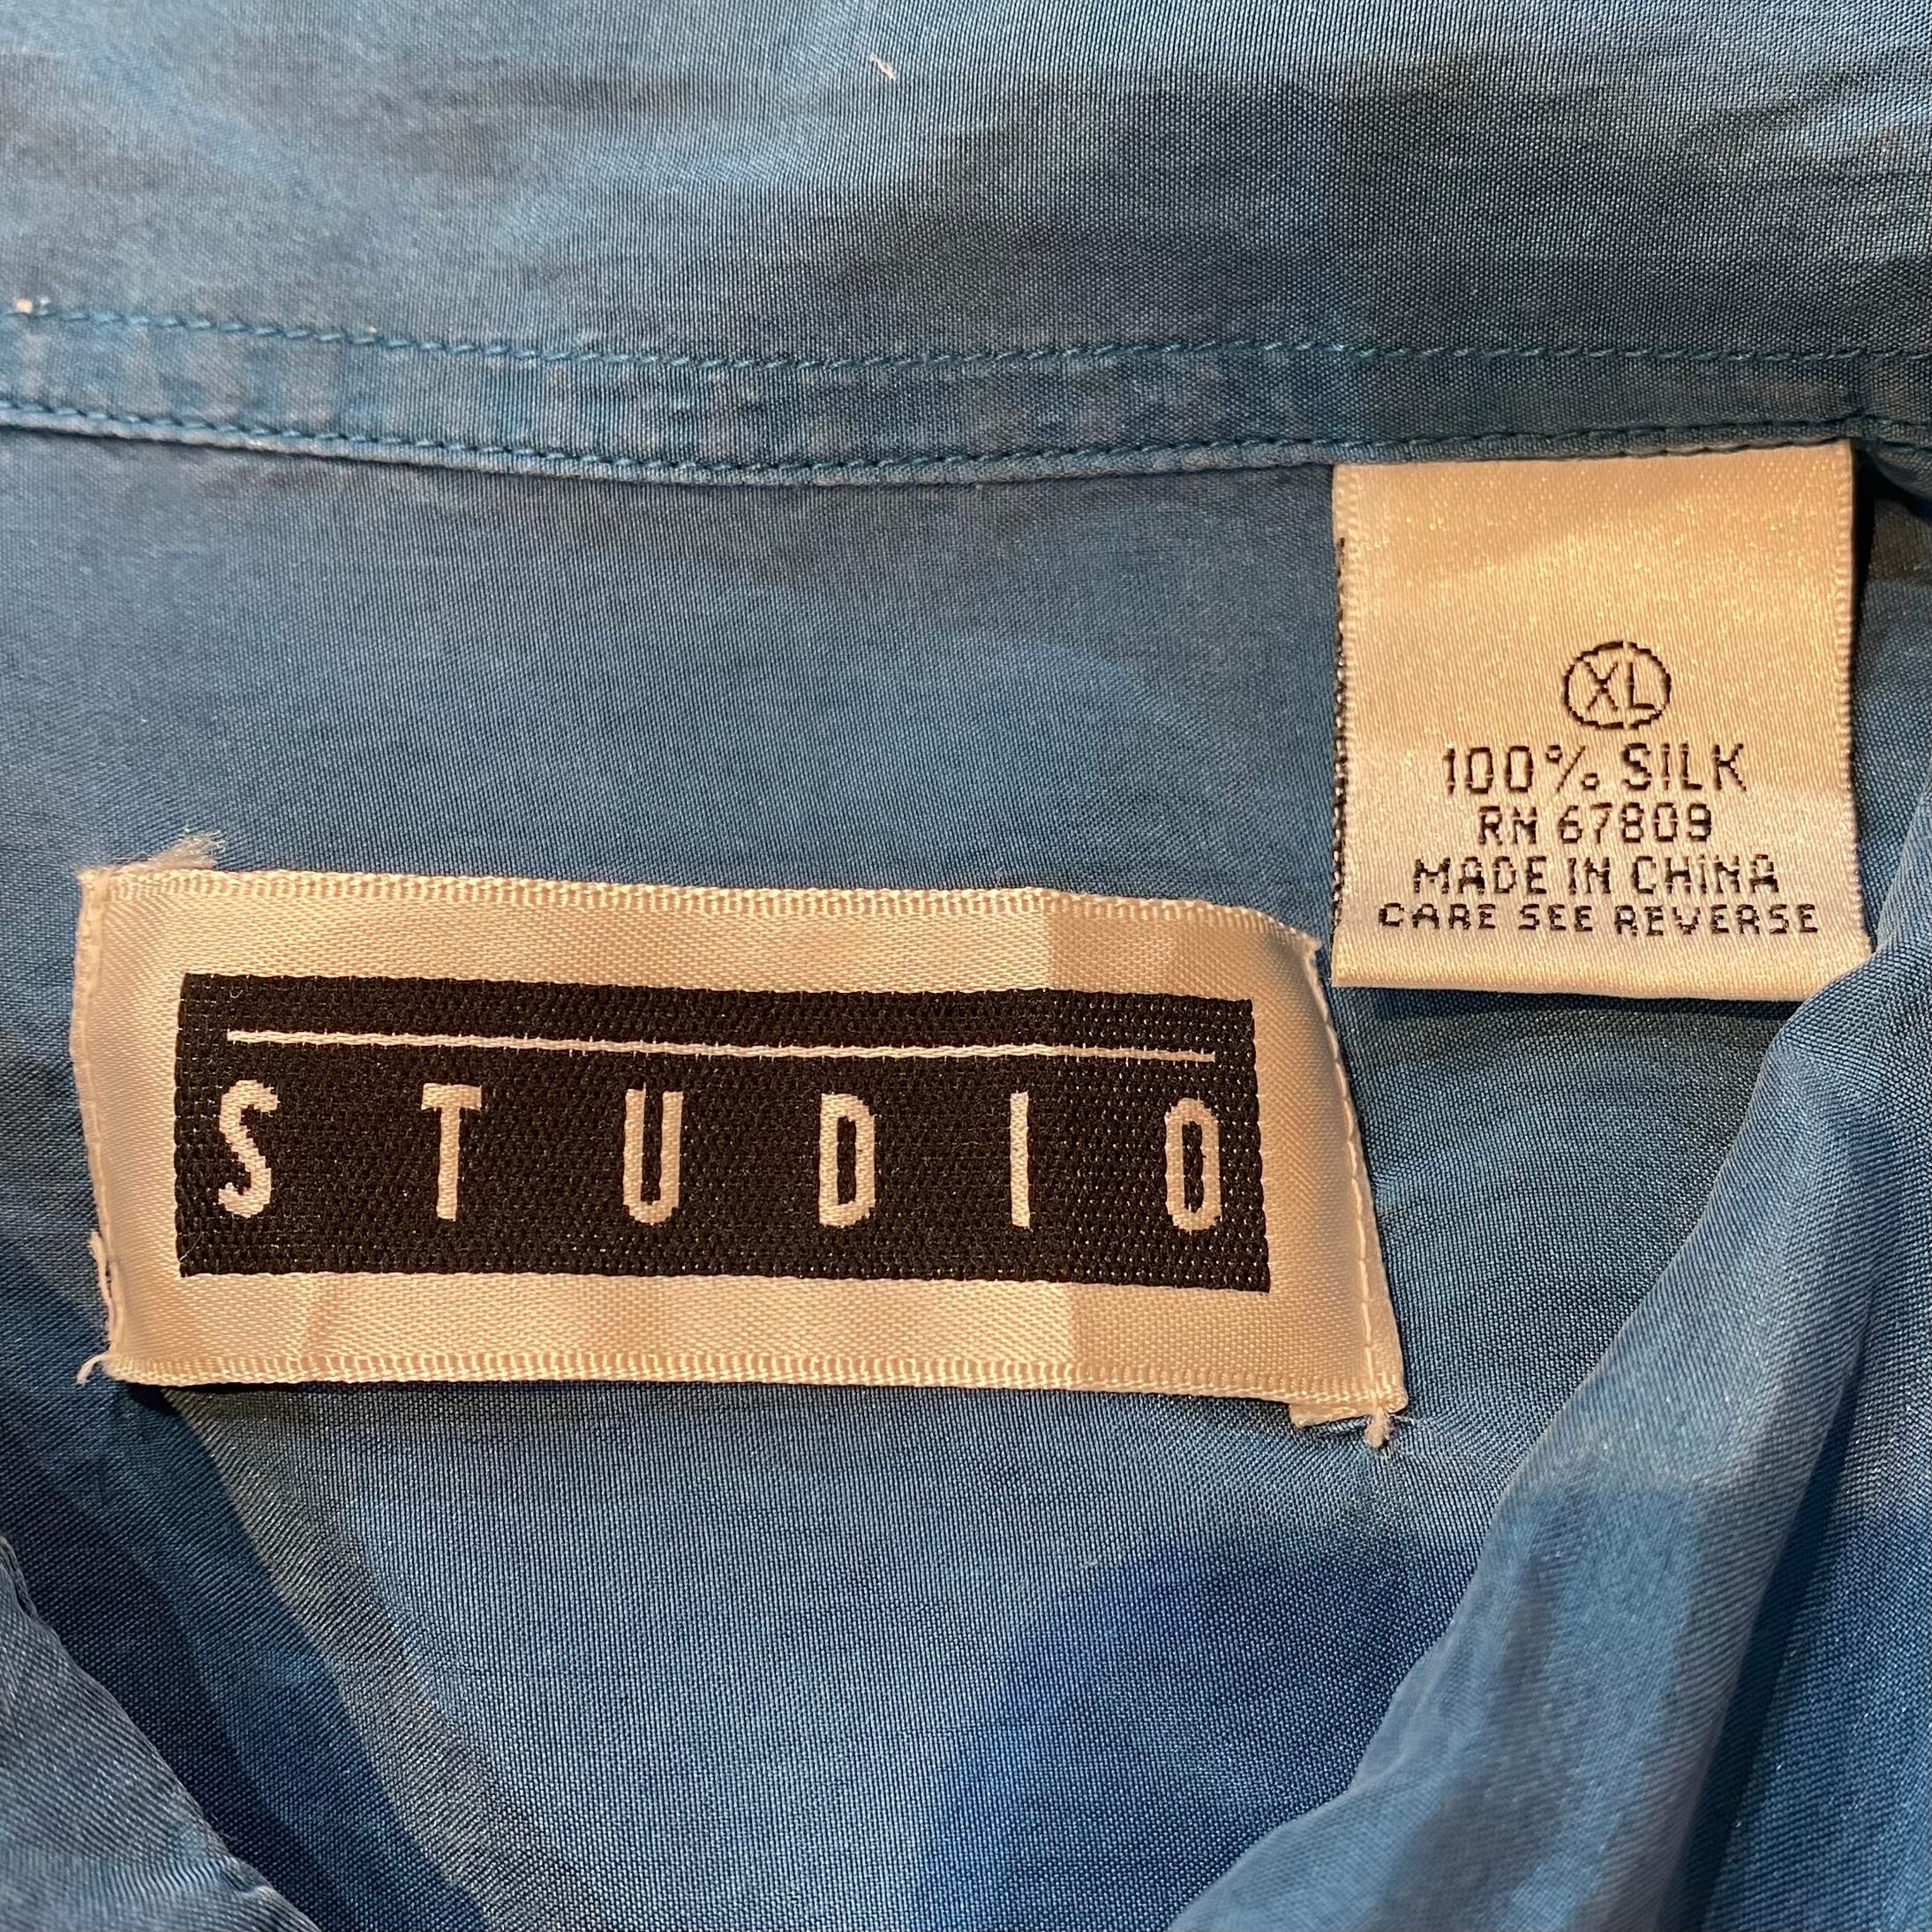 XL
100% SILK
RN 67809
MADE IN CHINA
CARE SEE REVERSE
STUDIO